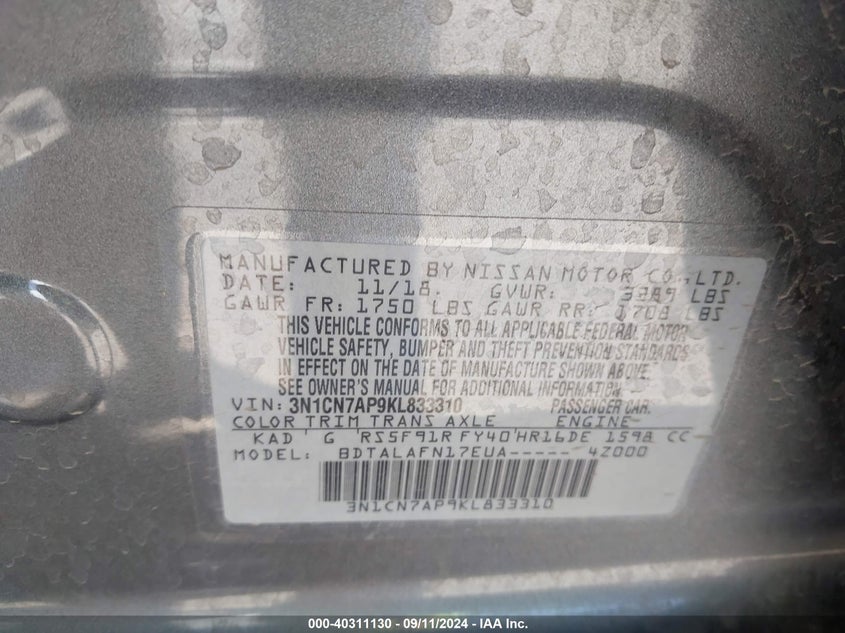 MANUFACTURED BY NISSAN MOTOR CO., LTD.
DATE: 11/18. GVWR: 3389 LBS
GAWR FR: 1750 LBS GAWR RR: 1708 LBS
THIS VEHICLE CONFORMS TO ALL APPLICABLE FEDERAL MOTOR
VEHICLE SAFETY, BUMPER AND THEFT PREVENTION STANDARDS
IN EFFECT ON THE DATE OF MANUFACTURE SHOWN ABOVE.
SEE OWNER'S MANUAL FOR ADDITIONAL INFORMATION.
VIN: 3N1CN7AP9KL833310 PASSENGER CAR.
COLOR TRIM TRANS AXLE ENGINE
KAD ' G 'RS5F91R FY40'HR16DE 1598 CC
MODEL: BDTALAFN17EUA----- 4Z000
3N1CN7AP9KL833310
000-40311130 - 09/11/2024 - IAA Inc.